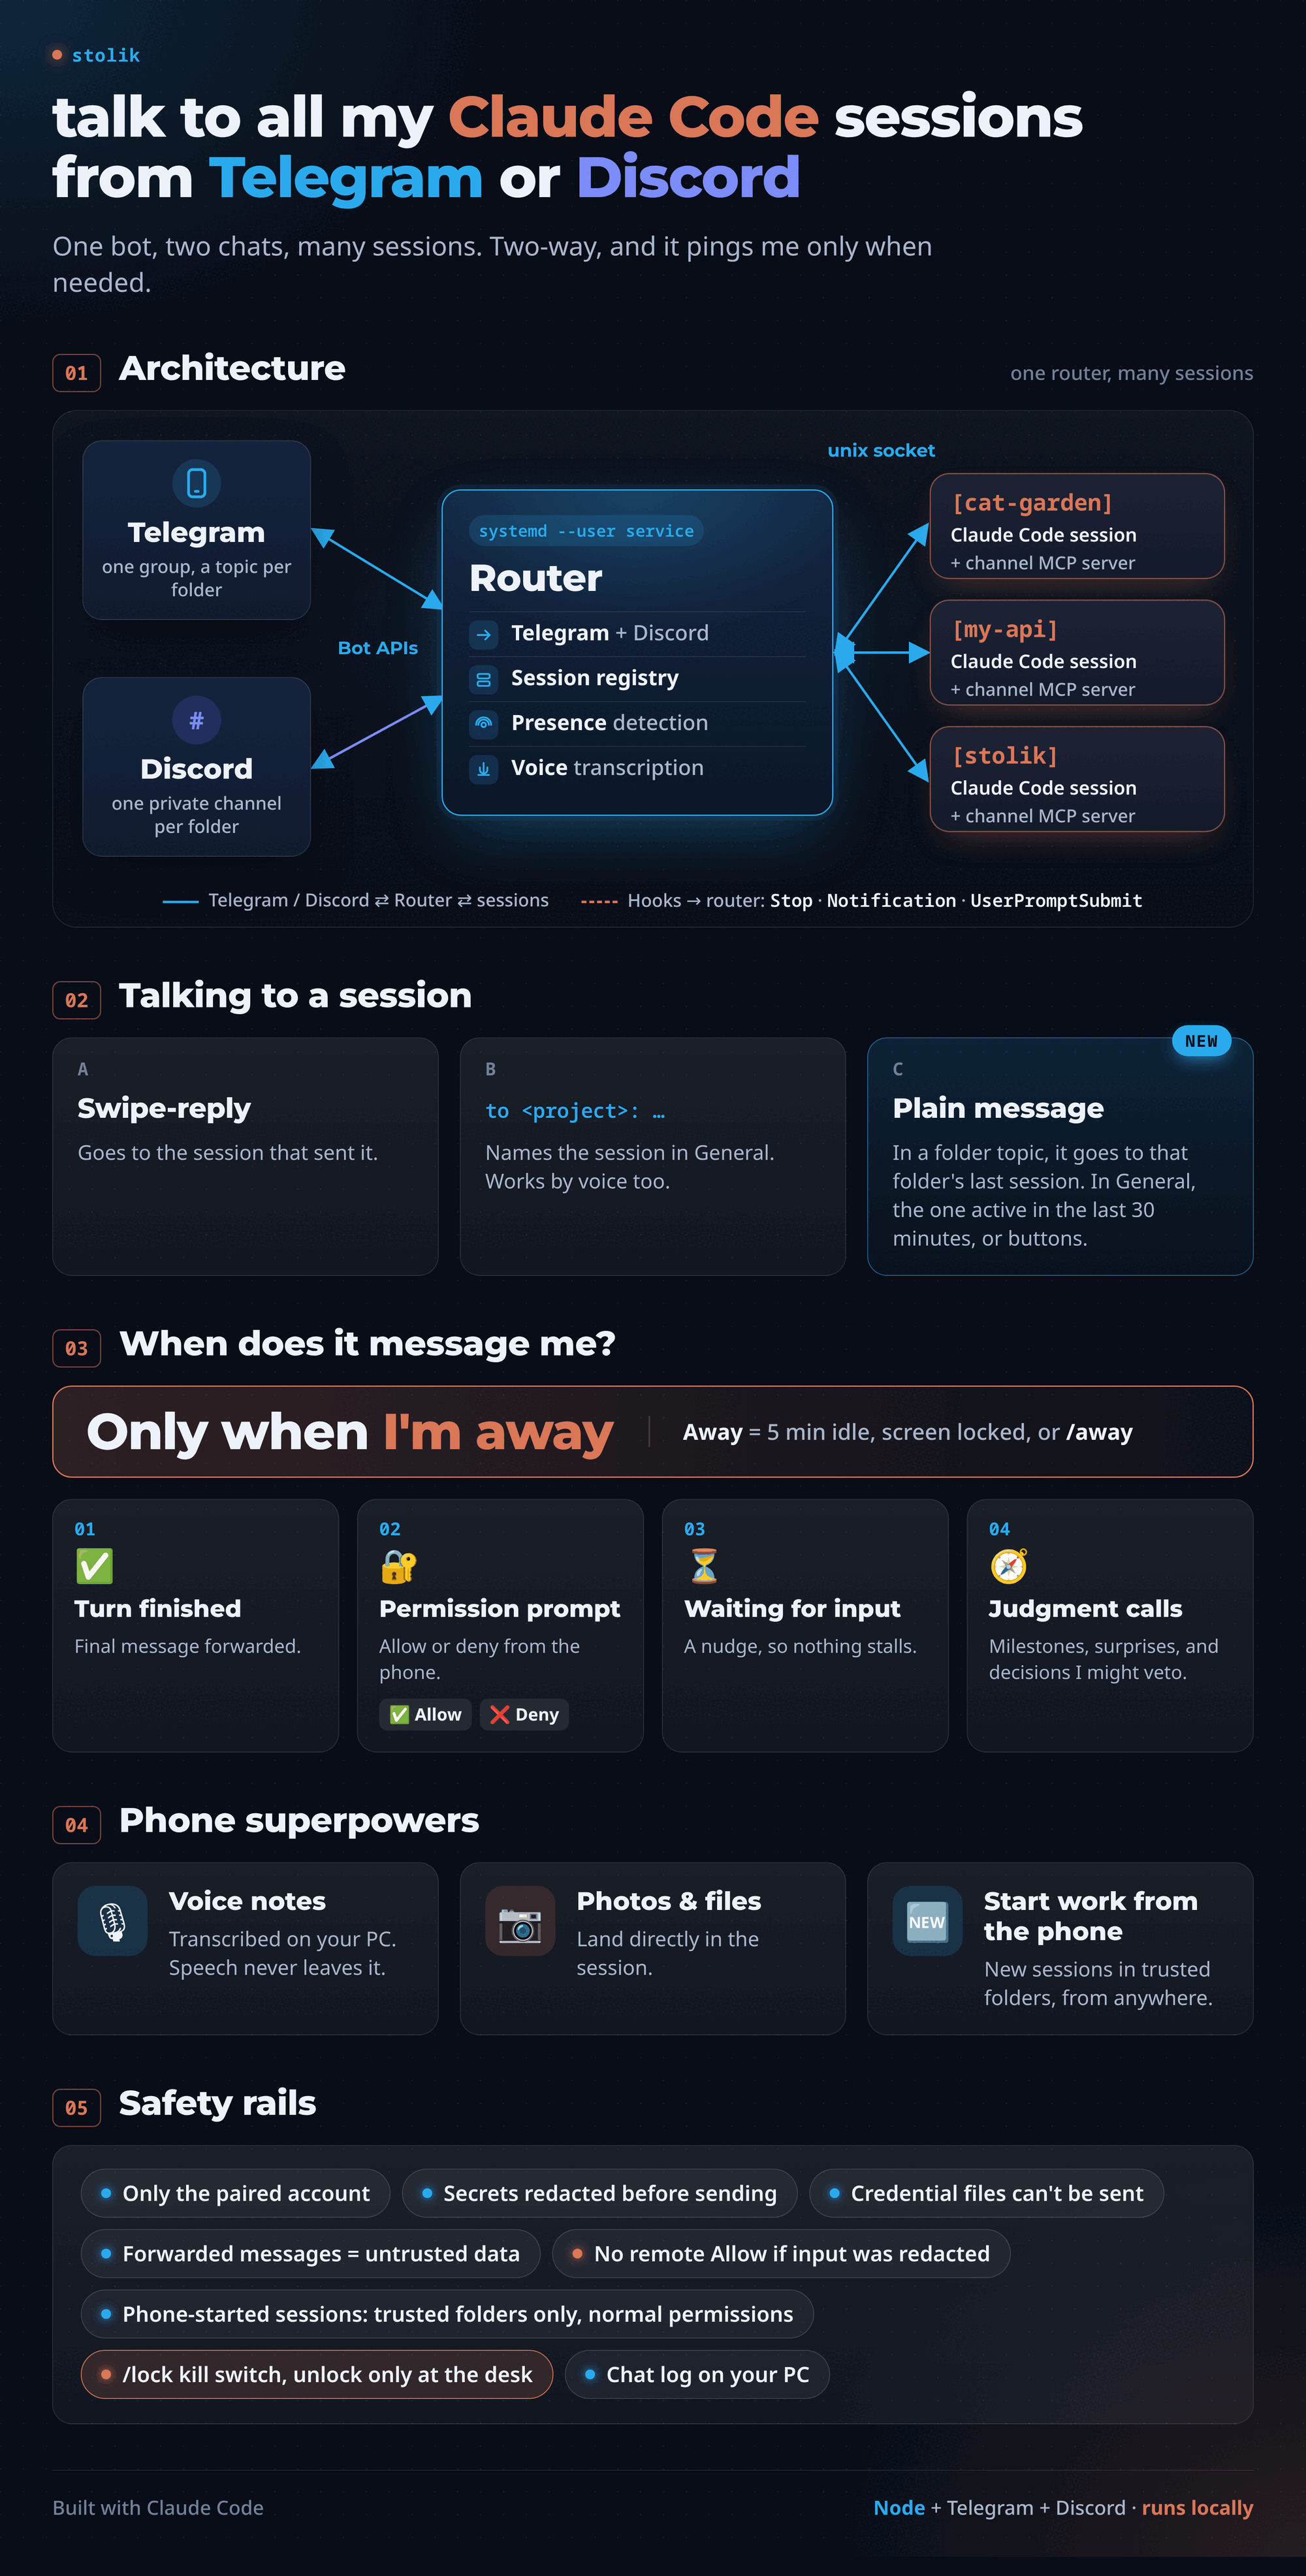 stolik
talk to all my Claude Code sessions
from Telegram or Discord
One bot, two chats, many sessions. Two-way, and it pings me only when
needed.
01 Architecture
one router, many sessions
Telegram
one group, a topic per
folder
Bot APIs
#
Discord
one private channel
per folder
systemd --user service
Router
Telegram + Discord
Session registry
Presence detection
Voice transcription
unix socket
[cat-garden]
Claude Code session
+ channel MCP server
[my-api]
Claude Code session
+ channel MCP server
[stolik]
Claude Code session
+ channel MCP server
Telegram / Discord ⇄ Router ⇄ sessions
Hooks → router: Stop · Notification · UserPromptSubmit
02 Talking to a session
A
Swipe-reply
Goes to the session that sent it.
B
to <project>: …
Names the session in General.
Works by voice too.
NEW
C
Plain message
In a folder topic, it goes to that
folder's last session. In General,
the one active in the last 30
minutes, or buttons.
03 When does it message me?
Only when I'm away
Away = 5 min idle, screen locked, or /away
01
Turn finished
Final message forwarded.
02
Permission prompt
Allow or deny from the
phone.
✅ Allow
❌ Deny
03
Waiting for input
A nudge, so nothing stalls.
04
Judgment calls
Milestones, surprises, and
decisions I might veto.
04 Phone superpowers
Voice notes
Transcribed on your PC.
Speech never leaves it.
Photos & files
Land directly in the
session.
NEW
Start work from
the phone
New sessions in trusted
folders, from anywhere.
05 Safety rails
Only the paired account
Secrets redacted before sending
Credential files can't be sent
Forwarded messages = untrusted data
No remote Allow if input was redacted
Phone-started sessions: trusted folders only, normal permissions
/lock kill switch, unlock only at the desk
Chat log on your PC
Built with Claude Code
Node + Telegram + Discord · runs locally